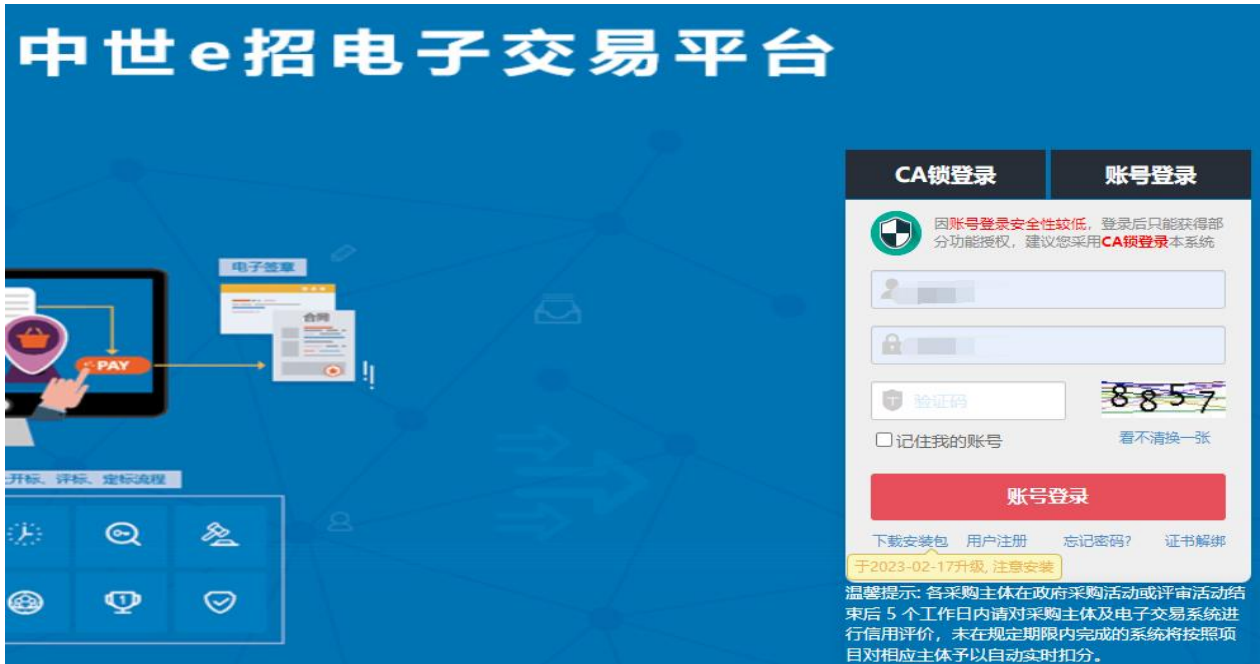 中世e招电子交易平台
CA锁登录
账号登录
因账号登录安全性较低，登录后只能获得部
分功能授权，建议您采用CA锁登录本系统
验证码
8857
记住我的账号
看不清换一张
账号登录
下载安装包
用户注册
忘记密码?
证书解绑
于2023-02-17升级, 注意安装
温馨提示: 各采购主体在政府采购活动或评审活动结
束后 5 个工作日内请对采购主体及电子交易系统进
行信用评价，未在规定期限内完成的系统将按照项
目对相应主体予以自动实时扣分。
电子签章
合同
PAY
开标、评标、定标流程
1